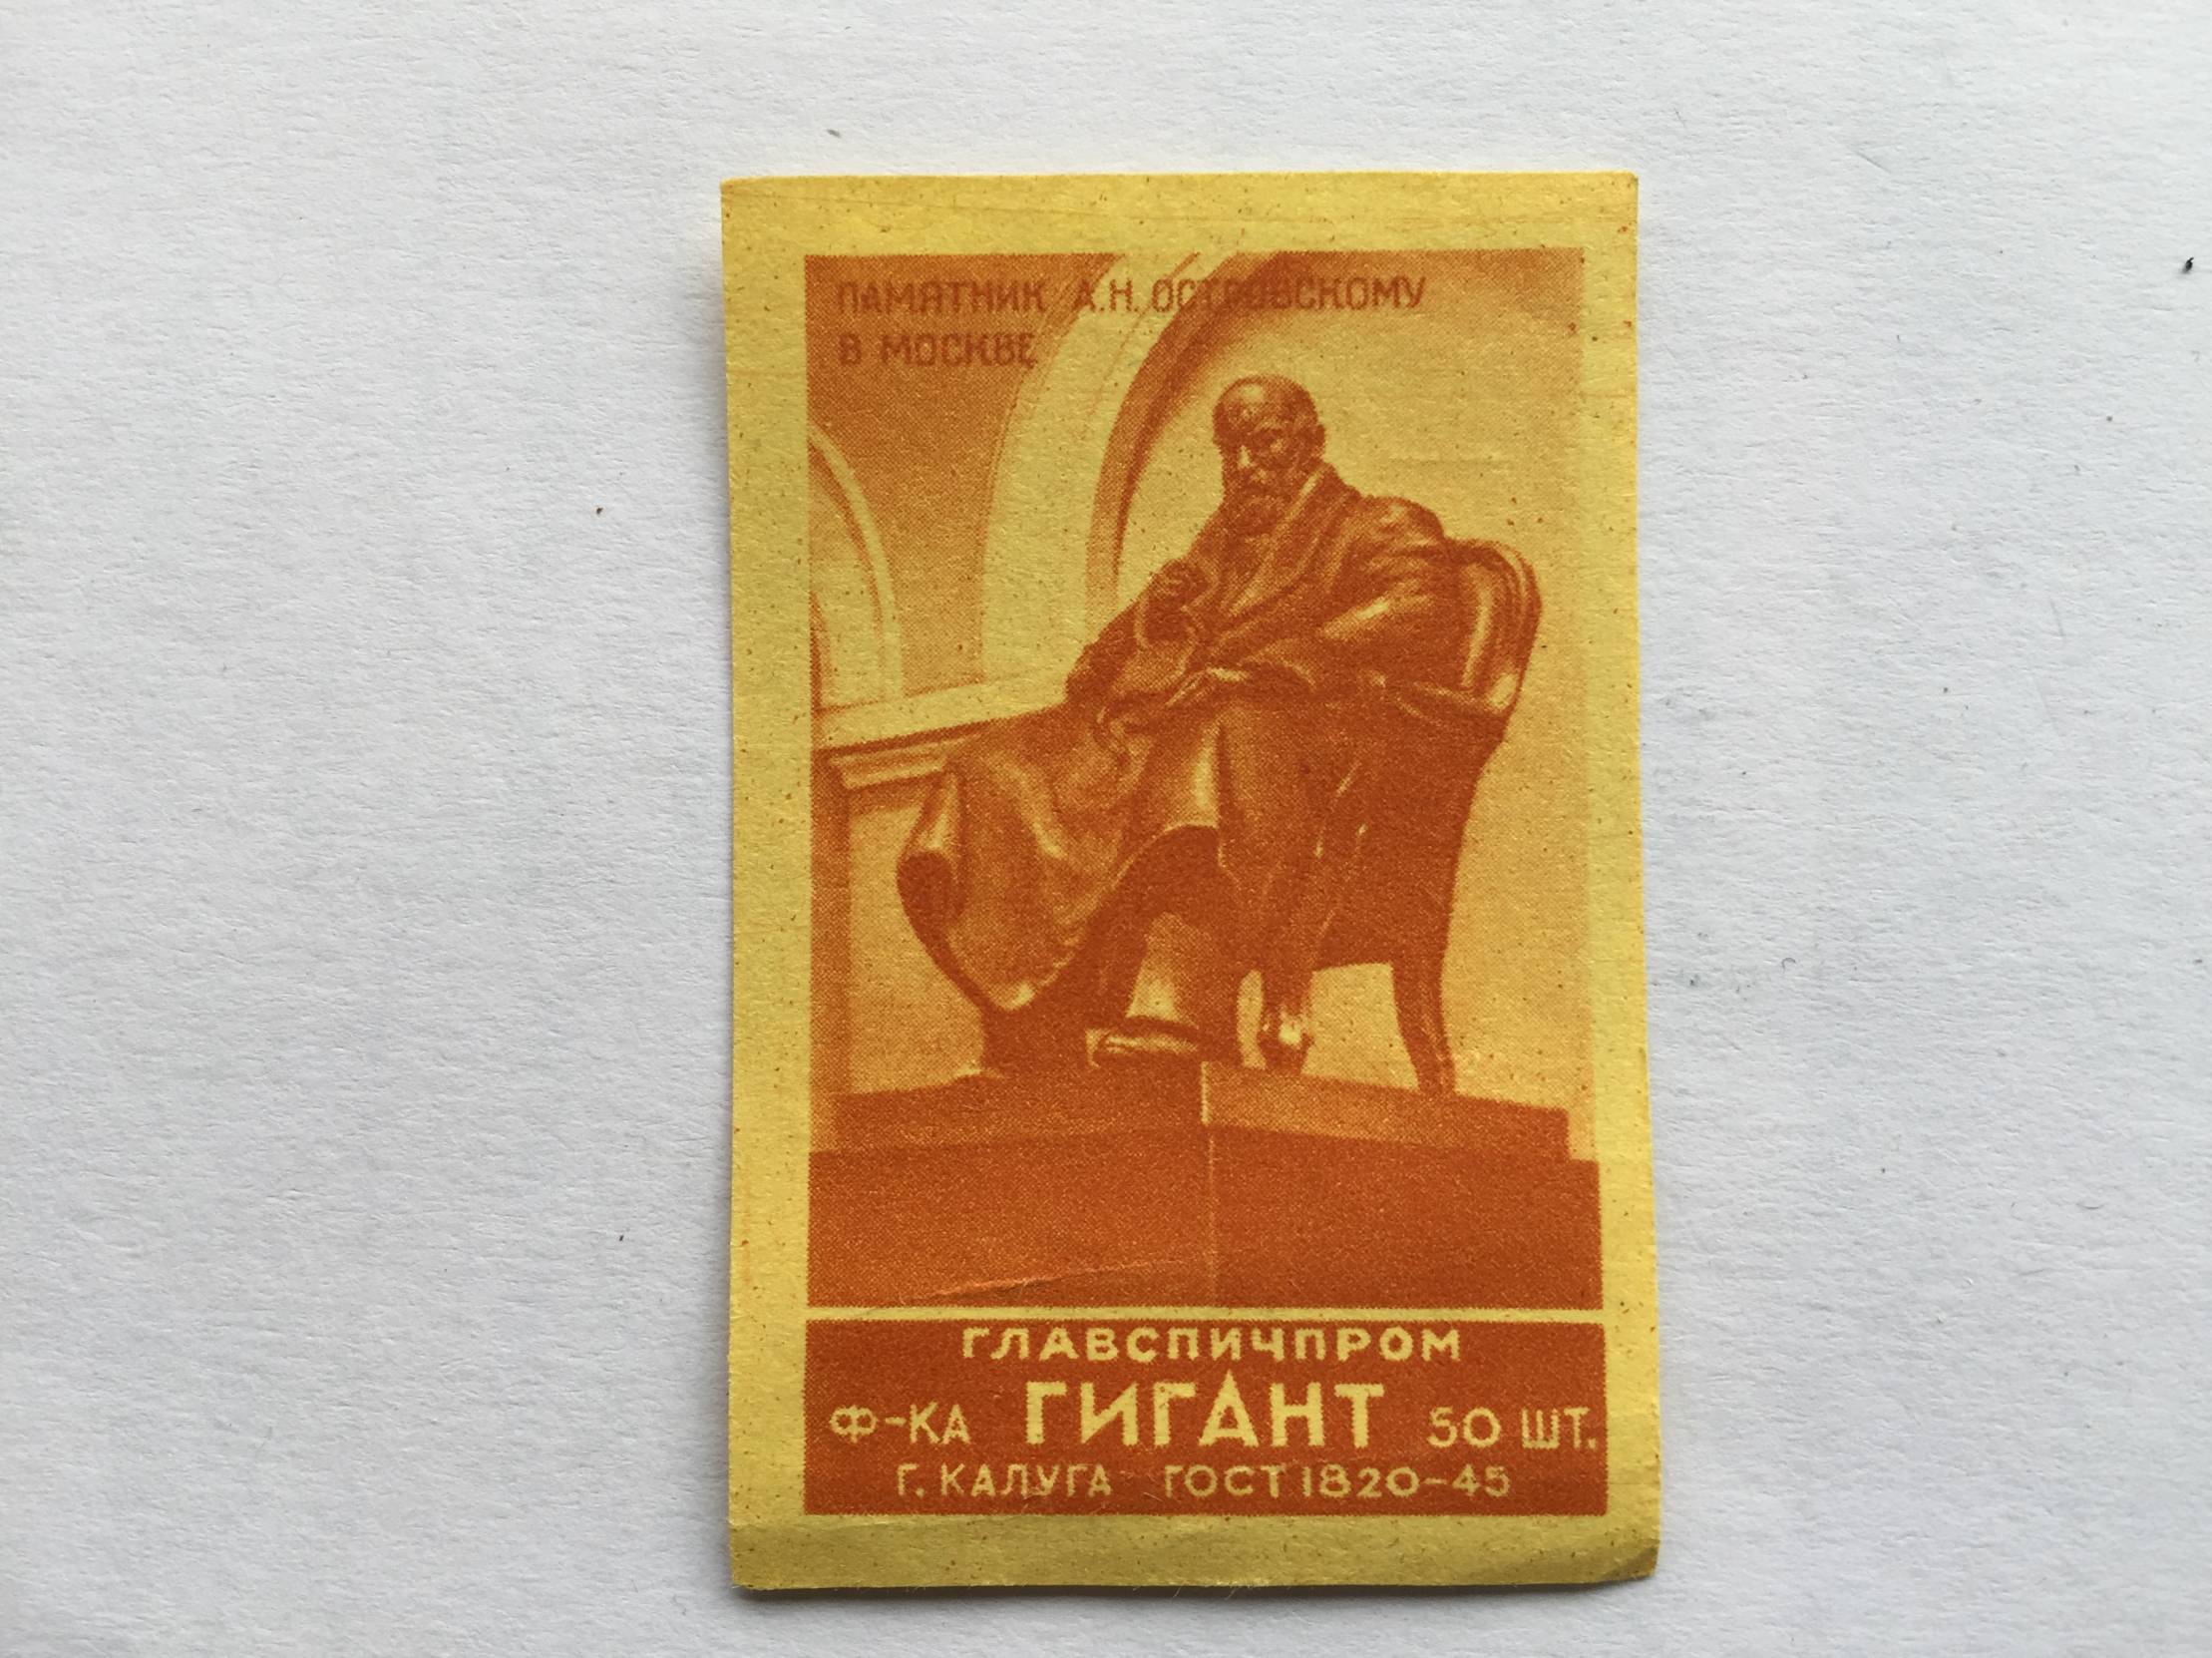 ПАМЯТНИК А.Н. ОСТРОВСКОМУ
В МОСКВЕ
ГЛАВСПИЧПРОМ
Ф-КА ГИГАНТ 50 ШТ.
Г. КАЛУГА ГОСТ 1820-45